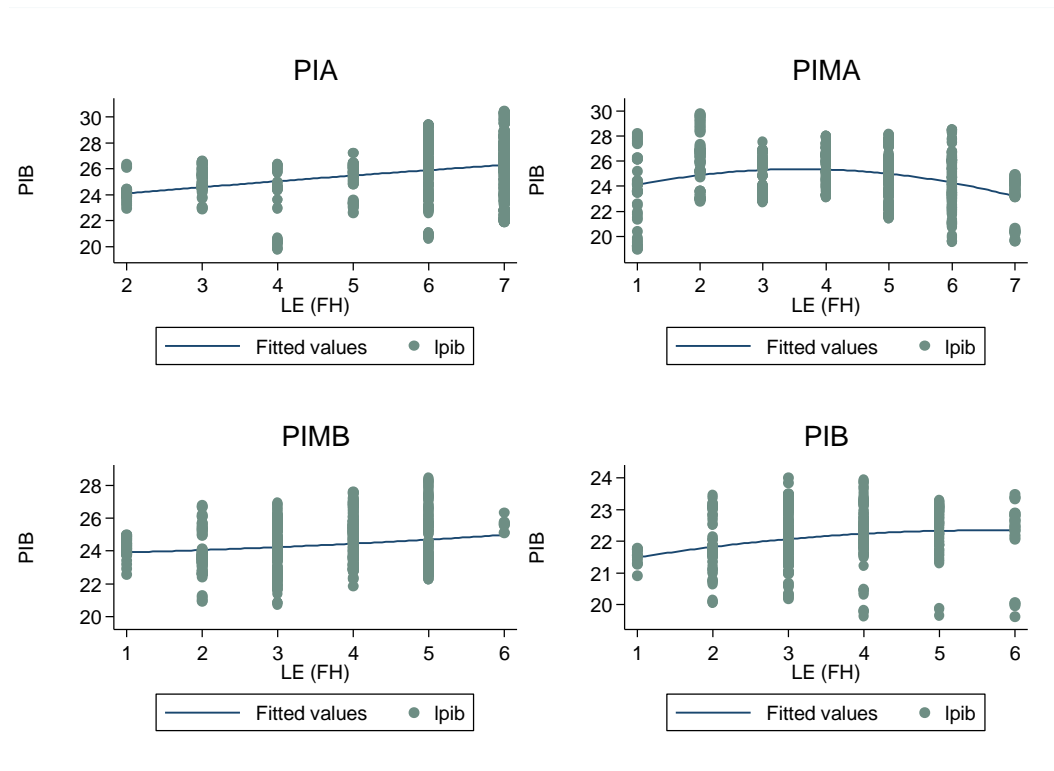 PIA
PIB
30
28
26
24
22
20
2 3 4 5 6 7
LE (FH)
Fitted values lpib
PIMA
PIB
30
28
26
24
22
20
1 2 3 4 5 6 7
LE (FH)
Fitted values lpib
PIMB
PIB
28
26
24
22
20
1 2 3 4 5 6
LE (FH)
Fitted values lpib
PIB
PIB
24
23
22
21
20
1 2 3 4 5 6
LE (FH)
Fitted values lpib